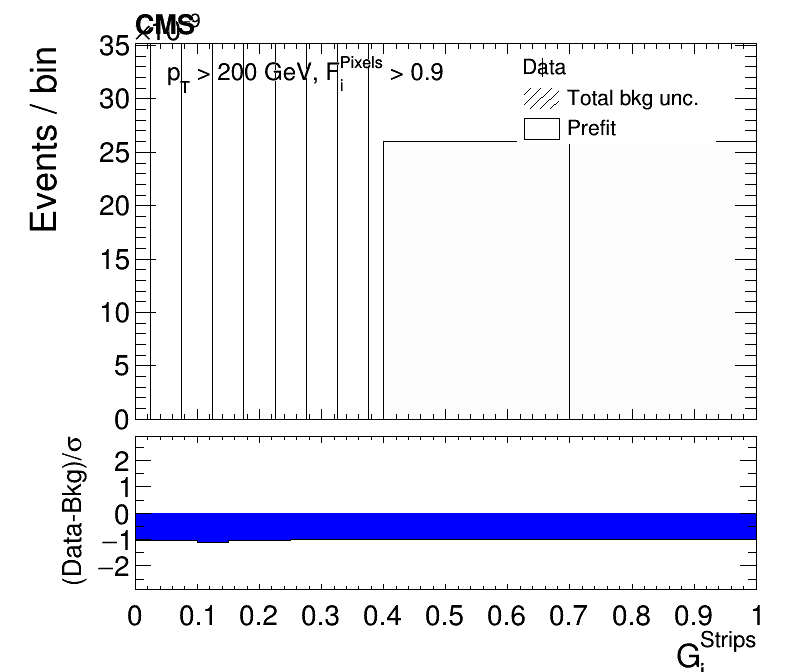 CMS
×10⁻⁹
35
p_T > 200 GeV, F_i^Pixels > 0.9
Data
Total bkg unc.
Prefit
30
25
20
15
10
5
0
Events / bin
2
1
0
−1
−2
(Data-Bkg)/σ
0 0.1 0.2 0.3 0.4 0.5 0.6 0.7 0.8 0.9 1
G_i^Strips